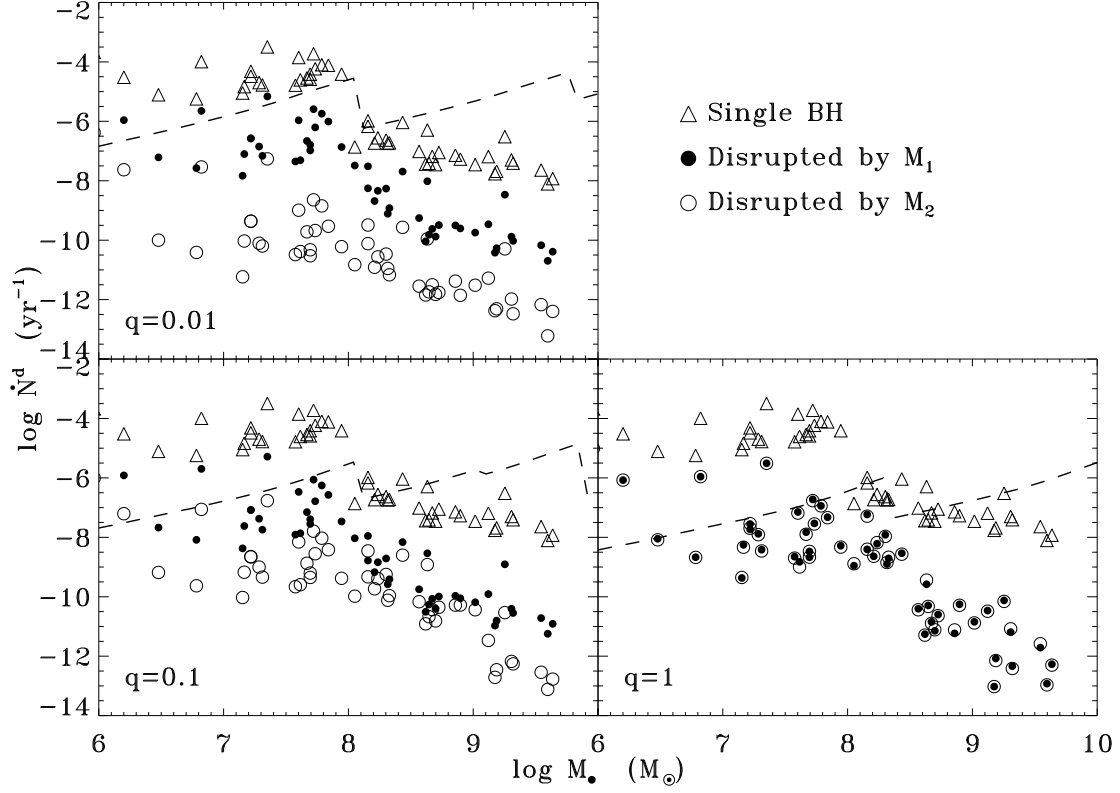 −2
−4
−6
−8
−10
−12
−14
q=0.01
△ Single BH
● Disrupted by M₁
○ Disrupted by M₂
log Ṅᵈ (yr⁻¹)
−2
−4
−6
−8
−10
−12
−14
q=0.1
q=1
6 7 8 9 6 7 8 9 10
log M● (M⊙)